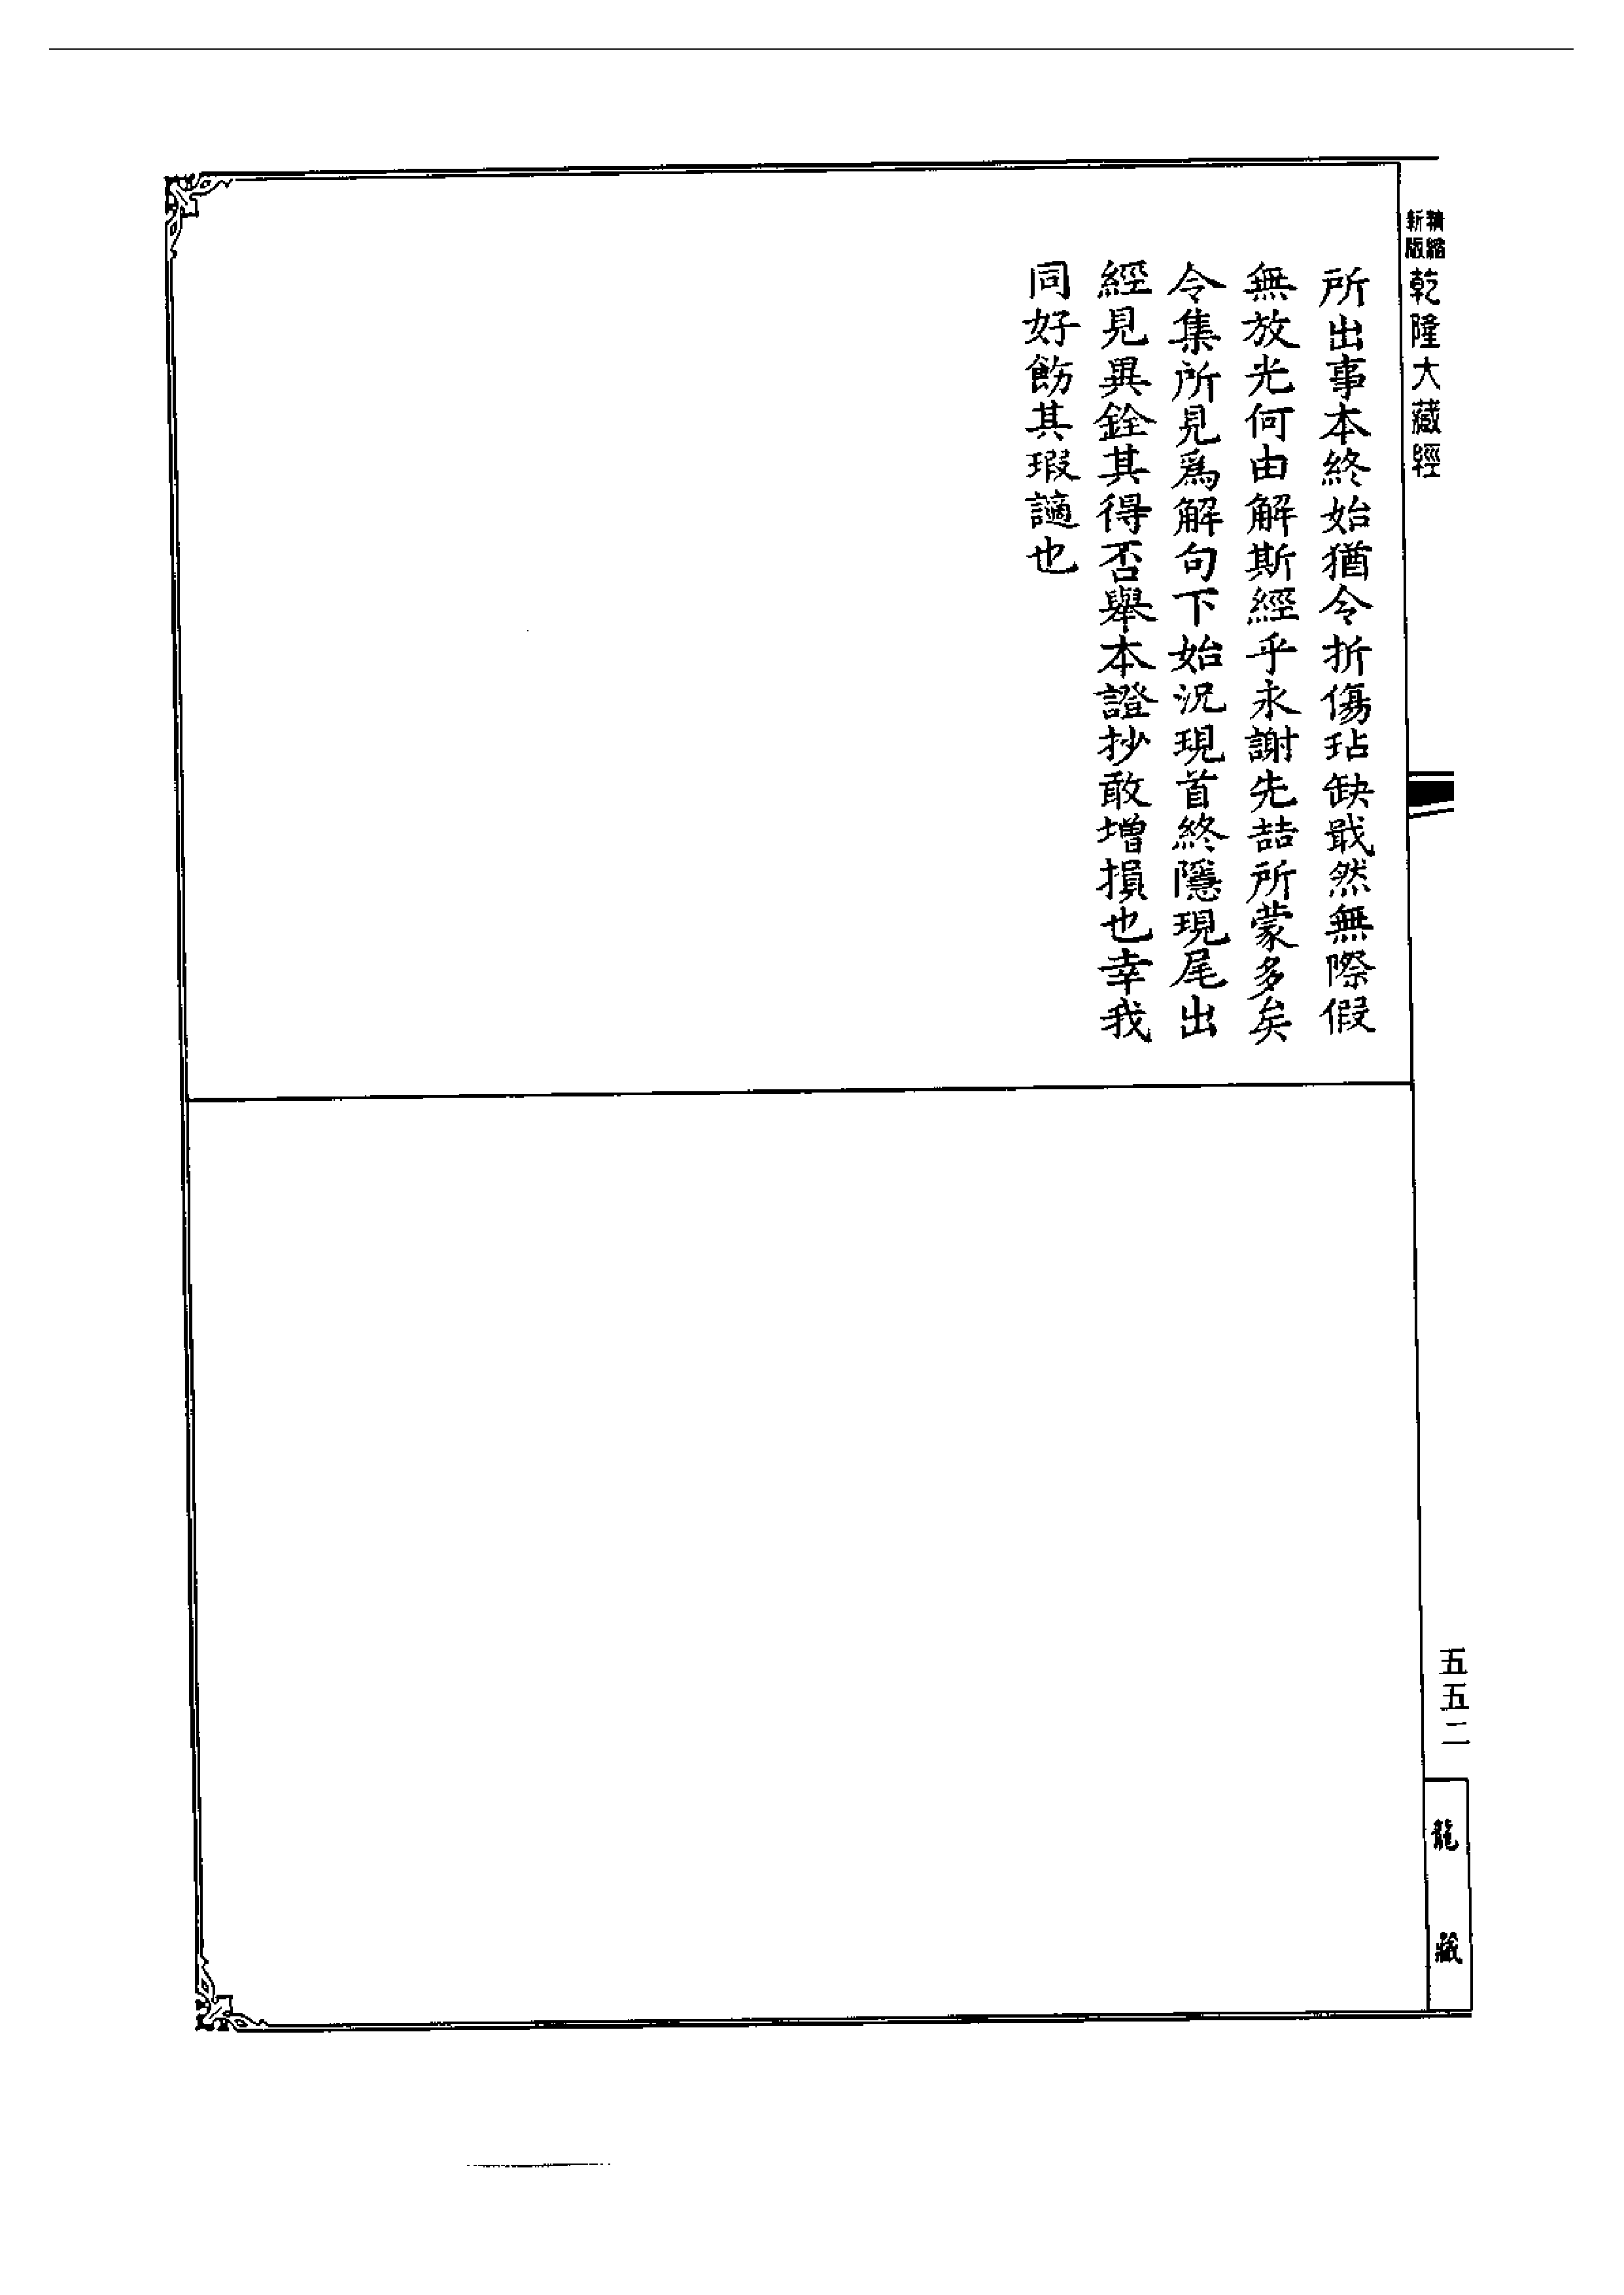 精縮
新版
乾隆大藏經
所出事本終始猶令折傷玷缺戢然無際假
無放光何由解斯經乎永謝先喆所蒙多矣
令集所見爲解句下始況現首終隱現尾出
經見異銓其得否舉本證抄敢增損也幸我
同好飭其瑕讁也
五五二
龍藏